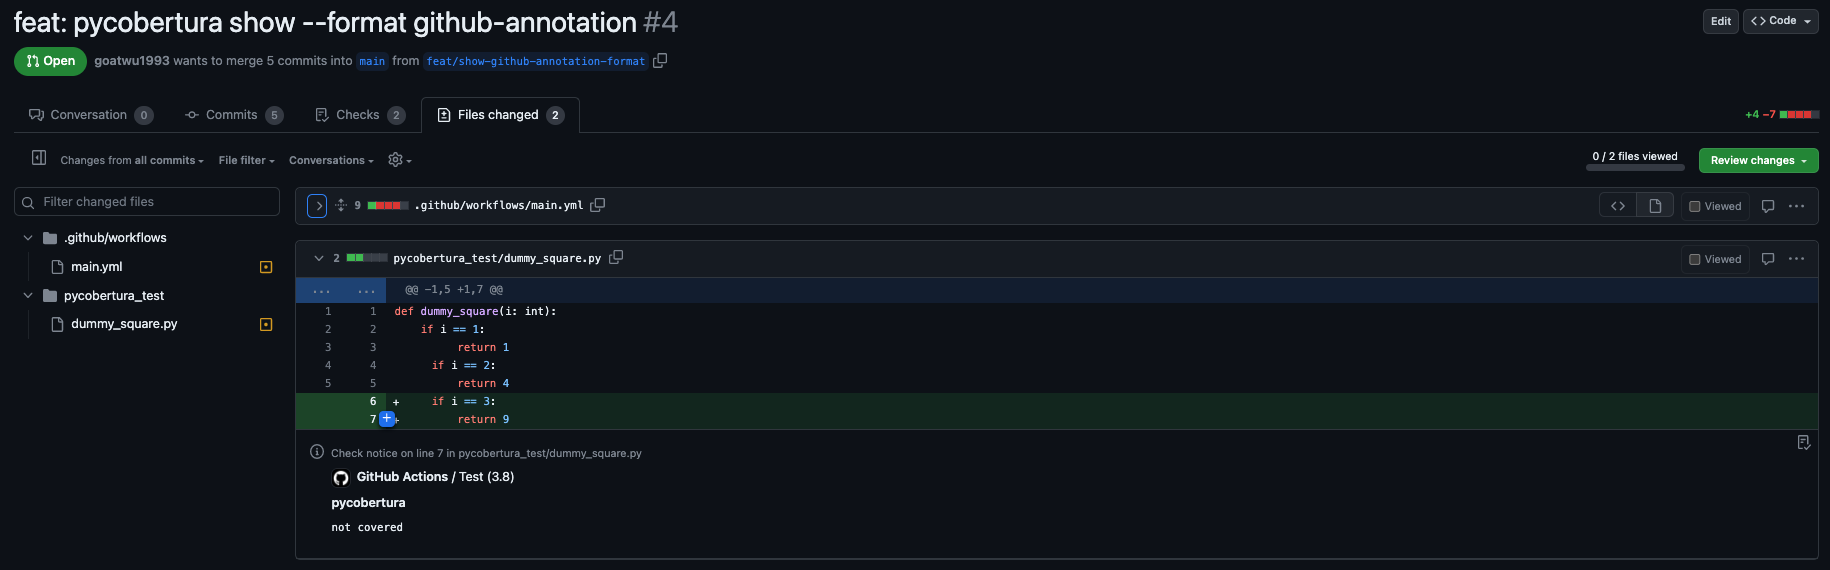 feat: pycobertura show --format github-annotation #4
Edit
Code
Open goatwu1993 wants to merge 5 commits into main from feat/show-github-annotation-format
Conversation 0
Commits 5
Checks 2
Files changed 2
+4 −7
Changes from all commits
File filter
Conversations
0 / 2 files viewed
Review changes
Filter changed files
.github/workflows
main.yml
pycobertura_test
dummy_square.py
9 .github/workflows/main.yml
Viewed
2 pycobertura_test/dummy_square.py
Viewed
... ... @@ -1,5 +1,7 @@
1 1 def dummy_square(i: int):
2 2 if i == 1:
3 3 return 1
4 4 if i == 2:
5 5 return 4
6 + if i == 3:
7 + return 9
Check notice on line 7 in pycobertura_test/dummy_square.py
GitHub Actions / Test (3.8)
pycobertura
not covered